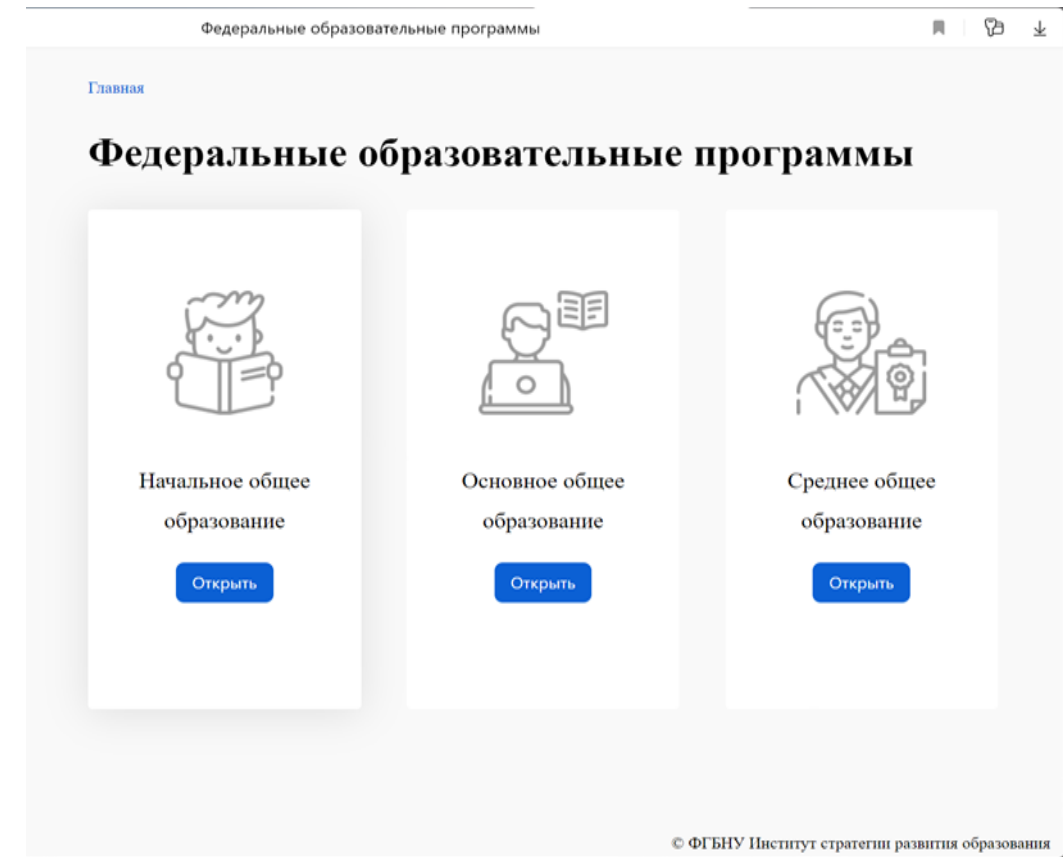 Федеральные образовательные программы
Главная
Федеральные образовательные программы
Начальное общее
образование
Открыть
Основное общее
образование
Открыть
Среднее общее
образование
Открыть
© ФГБНУ Институт стратегии развития образования